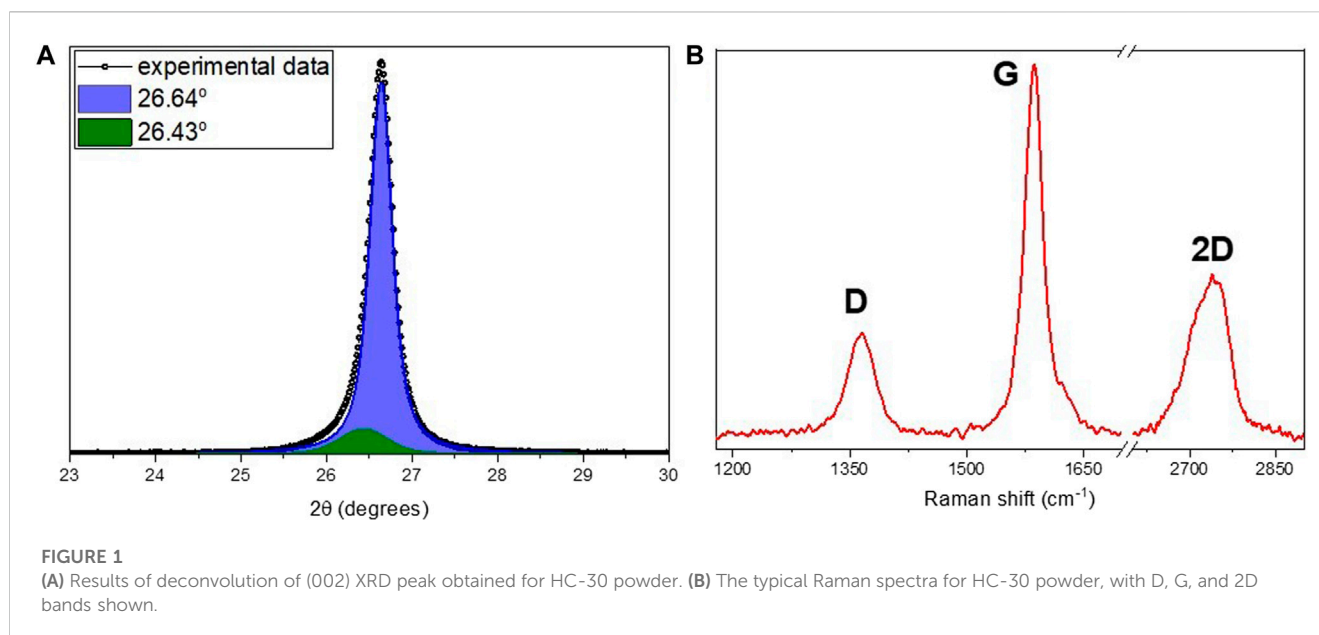 A
experimental data
26.64º
26.43º
23 24 25 26 27 28 29 30
2θ (degrees)
B
D
G
2D
1200 1350 1500 1650 2700 2850
Raman shift (cm⁻¹)
FIGURE 1
(A) Results of deconvolution of (002) XRD peak obtained for HC-30 powder. (B) The typical Raman spectra for HC-30 powder, with D, G, and 2D
bands shown.